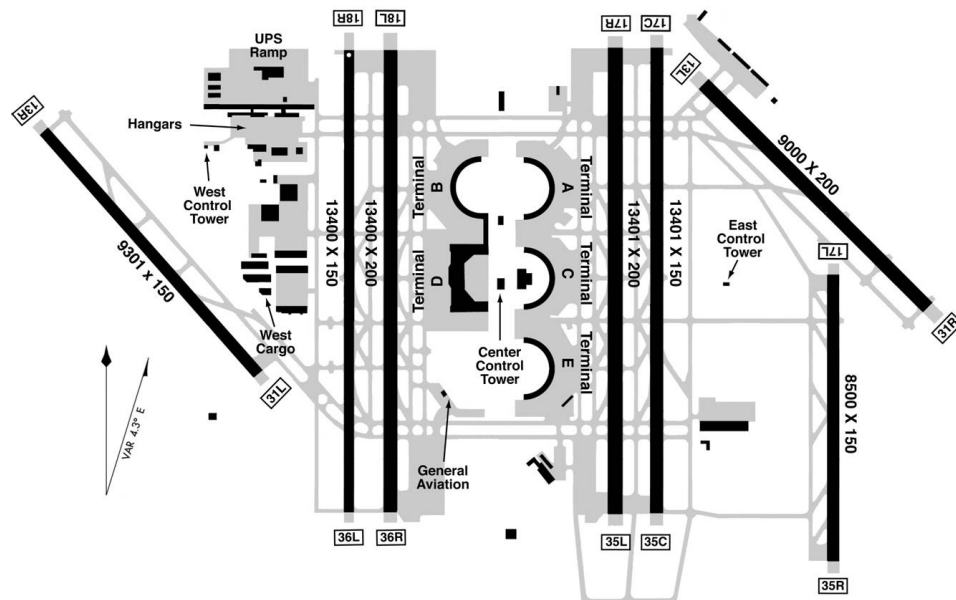 18R
18L
17R
17C
UPS
Ramp
13L
13R
Hangars
9000 X 200
Terminal
B
A
Terminal
West
Control
Tower
13400 X 150
13400 X 200
13401 X 200
13401 X 150
East
Control
Tower
17L
9301 x 150
Terminal
D
C
Terminal
31R
West
Cargo
Center
Control
Tower
E
Terminal
31L
8500 X 150
VAR 4.3° E
General
Aviation
36L
36R
35L
35C
35R